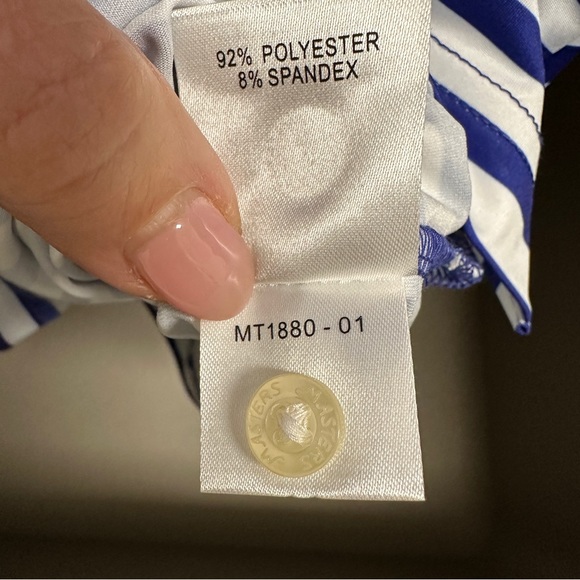 92% POLYESTER
8% SPANDEX
MT1880 - 01
MASTERS MASTERS